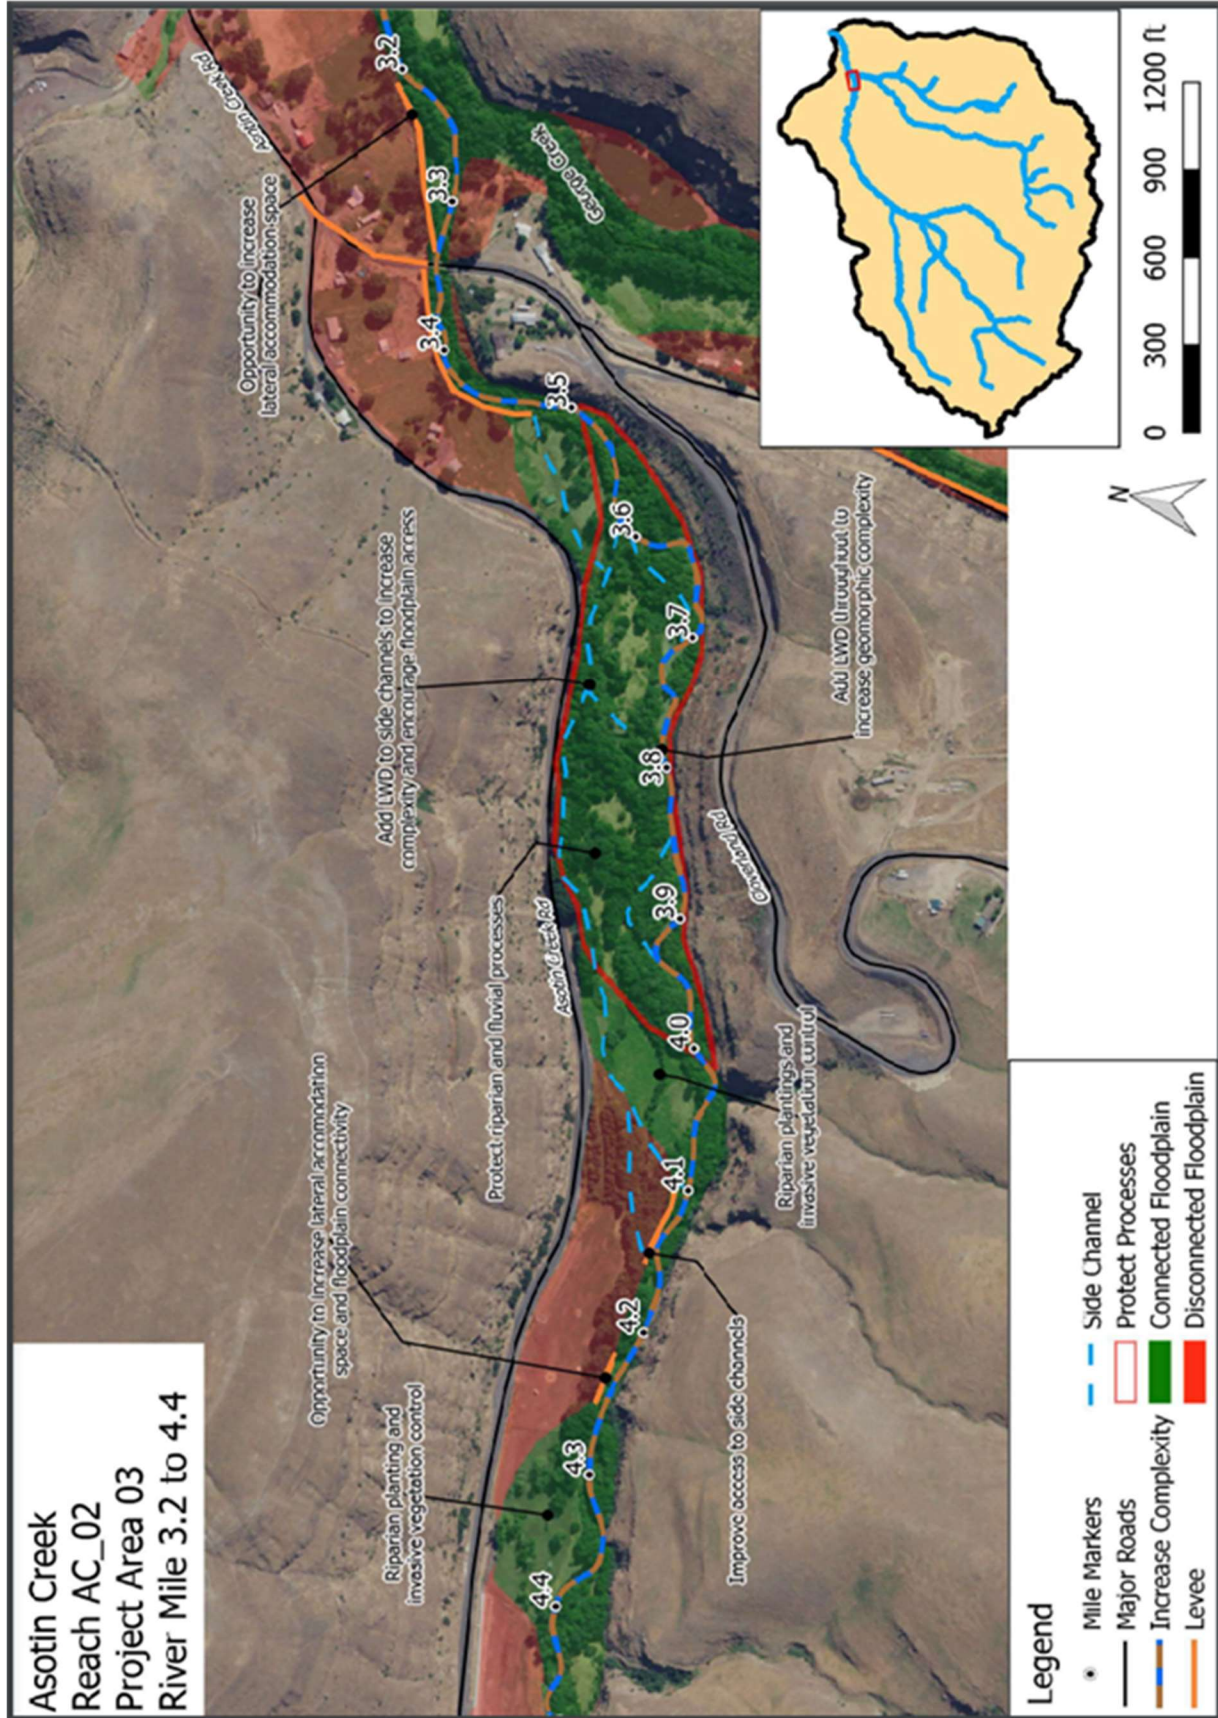 Asotin Creek
Reach AC_02
Project Area 03
River Mile 3.2 to 4.4
Riparian planting and
invasive vegetation control
Opportunity to increase lateral accomodation
space and floodplain connectivity
Protect riparian and fluvial processes
Add LWD to side channels to increase
complexity and encourage floodplain access
Opportunity to increase
lateral accommodation space
Asotin Creek Rd
Asotin Creek Rd
George Creek
Cloverland Rd
4.4
4.3
4.2
4.1
4.0
3.9
3.8
3.7
3.6
3.5
3.4
3.3
3.2
Improve access to side channels
Riparian plantings and
invasive vegetation control
Add LWD throughout to
increase geomorphic complexity
Legend
Mile Markers
Major Roads
Increase Complexity
Levee
Side Channel
Protect Processes
Connected Floodplain
Disconnected Floodplain
N
0 300 600 900 1200 ft